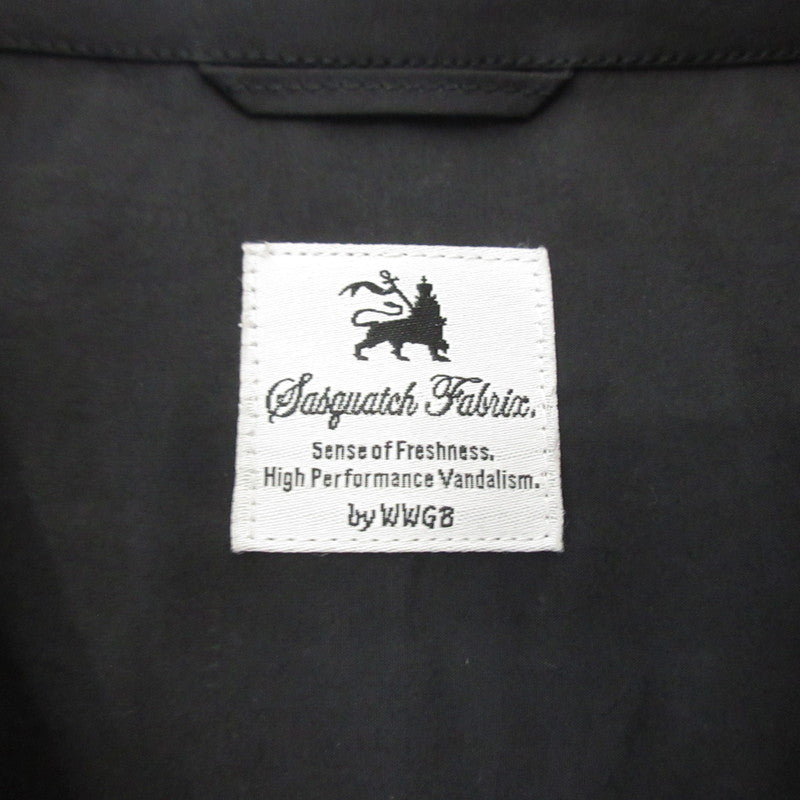 Sasquatch Fabrix.
Sense of Freshness.
High Performance Vandalism.
by WWGB